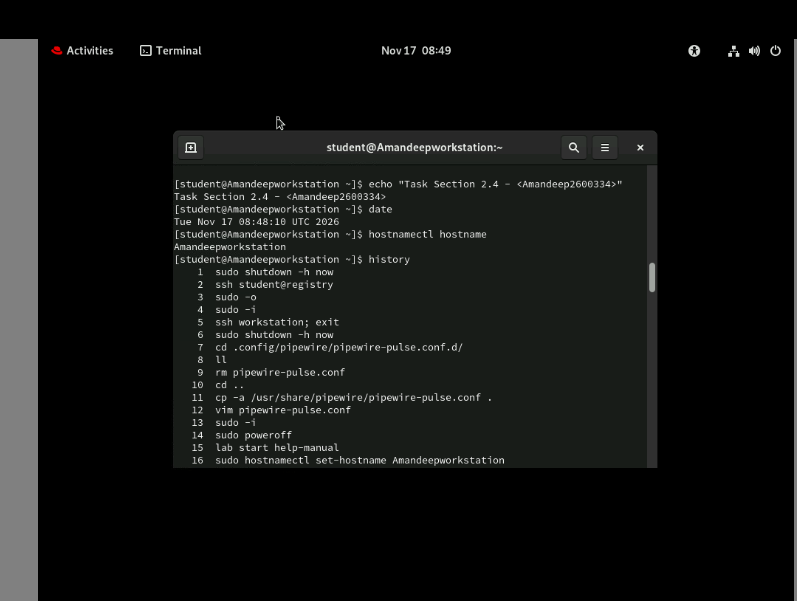 Activities Terminal Nov 17 08:49
student@Amandeepworkstation:~
[student@Amandeepworkstation ~]$ echo "Task Section 2.4 - <Amandeep2600334>"
Task Section 2.4 - <Amandeep2600334>
[student@Amandeepworkstation ~]$ date
Tue Nov 17 08:48:10 UTC 2026
[student@Amandeepworkstation ~]$ hostnamectl hostname
Amandeepworkstation
[student@Amandeepworkstation ~]$ history
1 sudo shutdown -h now
2 ssh student@registry
3 sudo -o
4 sudo -i
5 ssh workstation; exit
6 sudo shutdown -h now
7 cd .config/pipewire/pipewire-pulse.conf.d/
8 ll
9 rm pipewire-pulse.conf
10 cd ..
11 cp -a /usr/share/pipewire/pipewire-pulse.conf .
12 vim pipewire-pulse.conf
13 sudo -i
14 sudo poweroff
15 lab start help-manual
16 sudo hostnamectl set-hostname Amandeepworkstation